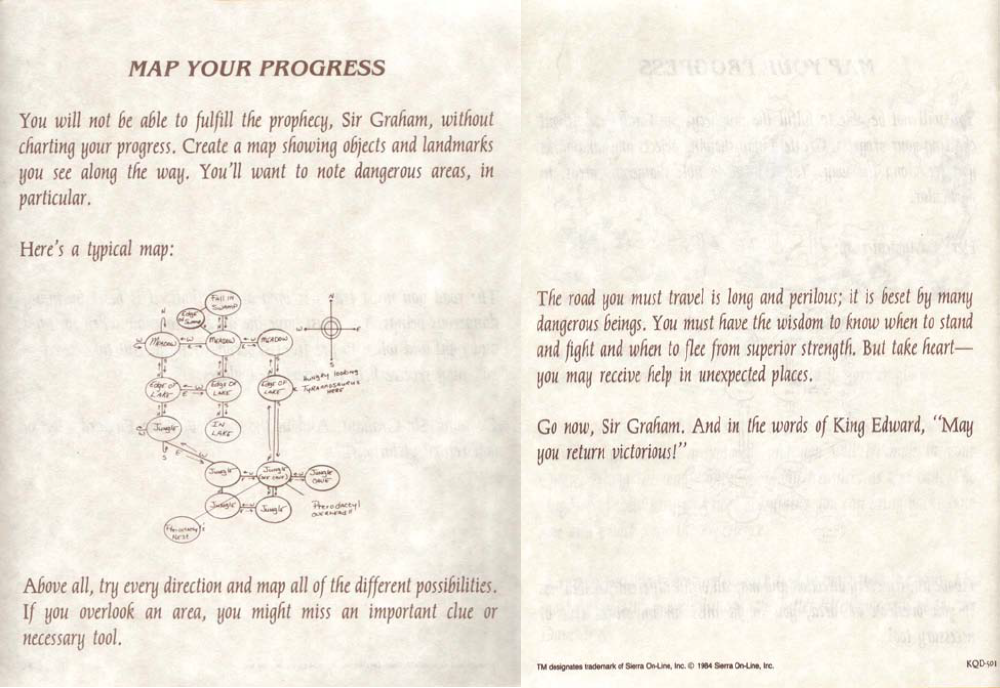 MAP YOUR PROGRESS
You will not be able to fulfill the prophecy, Sir Graham, without
charting your progress. Create a map showing objects and landmarks
you see along the way. You'll want to note dangerous areas, in
particular.
Here's a typical map:
FALL IN
SWAMP
EDGE
OF SWAMP
N
N
MEADOW
MEADOW
MEADOW
W
E
W
W
E
S
EDGE OF
LAKE
EDGE OF
LAKE
EDGE OF
LAKE
W
E
HUNGRY LOOKING
TYRANNOSAURUS
HERE
Jungle
IN
LAKE
W
S
E
W
Jungle
Jungle
Jungle
CAVE
Jungle
Jungle
Pterodactyl
OVERHEAD!
Pterodactyl
NEST
Above all, try every direction and map all of the different possibilities.
If you overlook an area, you might miss an important clue or
necessary tool.
The road you must travel is long and perilous; it is beset by many
dangerous beings. You must have the wisdom to know when to stand
and fight and when to flee from superior strength. But take heart—
you may receive help in unexpected places.
Go now, Sir Graham. And in the words of King Edward, "May
you return victorious!"
TM designates trademark of Sierra On-Line, Inc. © 1984 Sierra On-Line, Inc.
KQD-501